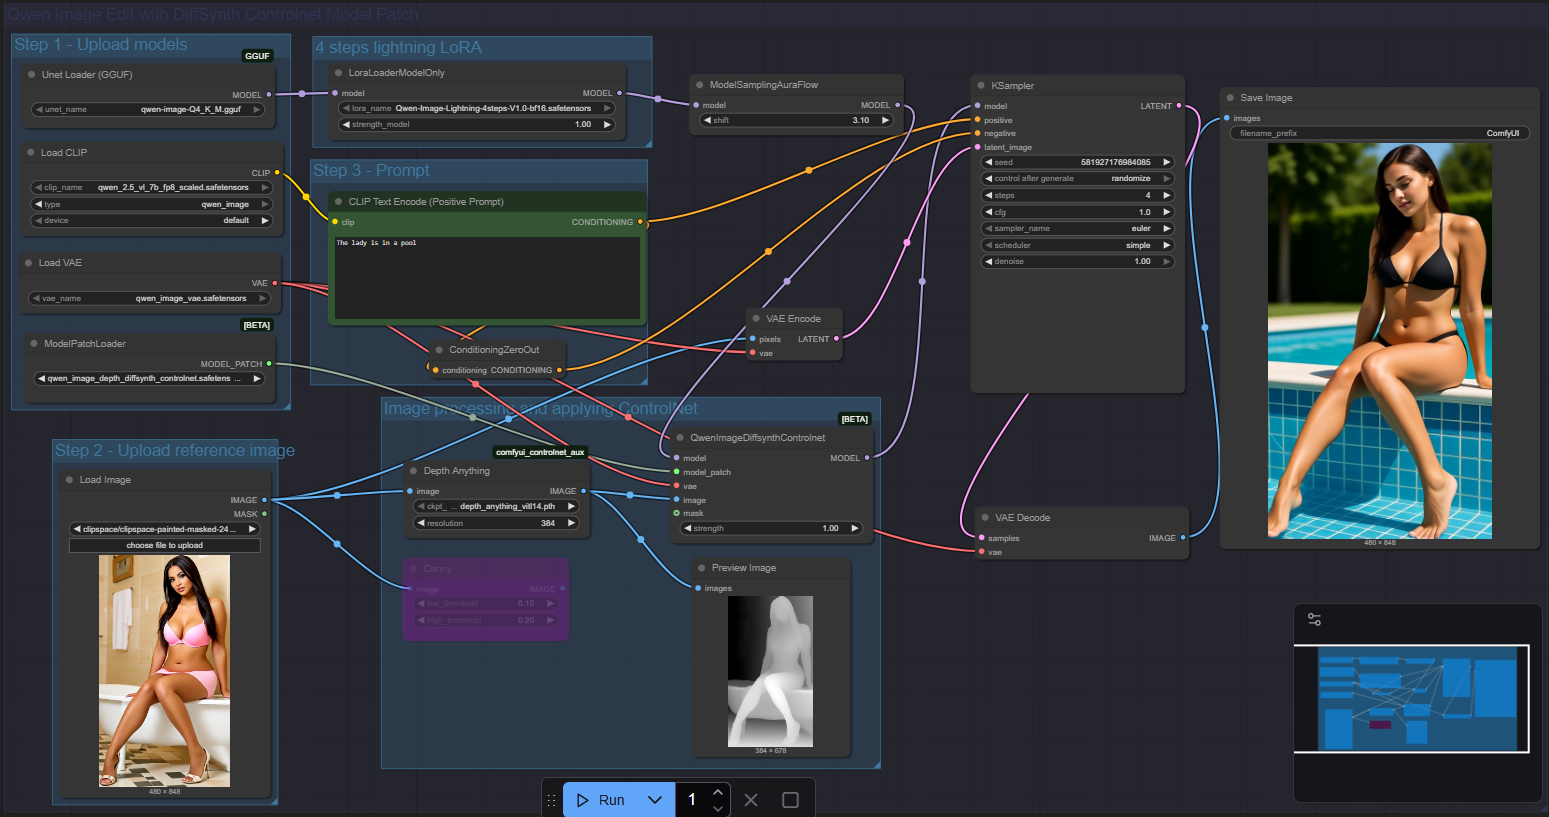 Qwen Image Edit with DiffSynth Controlnet Model Patch
Step 1 - Upload models
GGUF
Unet Loader (GGUF)
MODEL
unet_name qwen-image-Q4_K_M.gguf
Load CLIP
CLIP
clip_name qwen_2.5_vl_7b_fp8_scaled.safetensors
type qwen_image
device default
Load VAE
VAE
vae_name qwen_image_vae.safetensors
[BETA]
ModelPatchLoader
MODEL_PATCH
qwen_image_depth_diffsynth_controlnet.safetens ...
4 steps lightning LoRA
LoraLoaderModelOnly
model MODEL
lora_name Qwen-Image-Lightning-4steps-V1.0-bf16.safetensors
strength_model 1.00
Step 3 - Prompt
CLIP Text Encode (Positive Prompt)
clip CONDITIONING
The lady is in a pool
ConditioningZeroOut
conditioning CONDITIONING
ModelSamplingAuraFlow
model MODEL
shift 3.10
VAE Encode
pixels LATENT
vae
KSampler
model LATENT
positive
negative
latent_image
seed 581927176984085
control after generate randomize
steps 4
cfg 1.0
sampler_name euler
scheduler simple
denoise 1.00
Save Image
images
filename_prefix ComfyUI
480 × 848
Step 2 - Upload reference image
Load Image
IMAGE
MASK
clipspace/clipspace-painted-masked-24 ...
choose file to upload
480 × 848
Image processing and applying ControlNet
comfyui_controlnet_aux
Depth Anything
image IMAGE
ckpt_ ... depth_anything_vitl14.pth
resolution 384
Canny
image IMAGE
low_threshold 0.10
high_threshold 0.20
[BETA]
QwenImageDiffsynthControlnet
model MODEL
model_patch
vae
image
mask
strength 1.00
Preview Image
images
384 × 678
VAE Decode
samples IMAGE
vae
Run
1